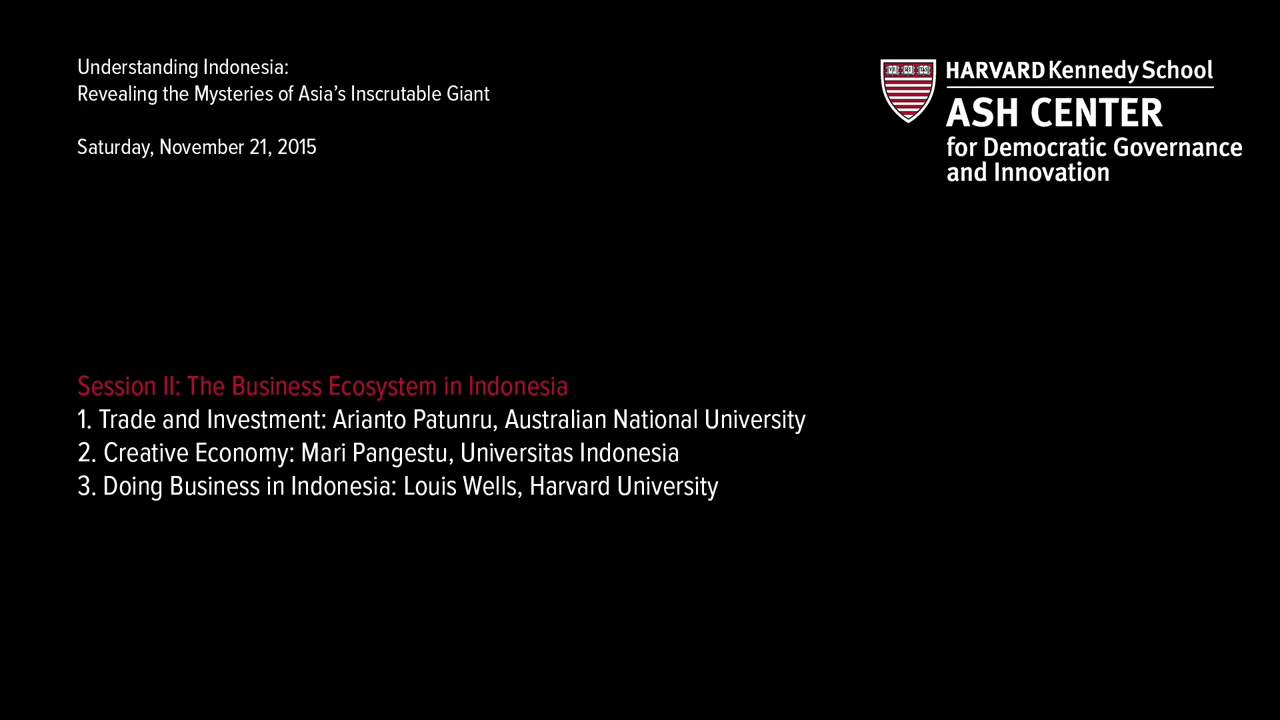 Understanding Indonesia:
Revealing the Mysteries of Asia’s Inscrutable Giant
Saturday, November 21, 2015
HARVARD Kennedy School
ASH CENTER
for Democratic Governance
and Innovation
Session II: The Business Ecosystem in Indonesia
1. Trade and Investment: Arianto Patunru, Australian National University
2. Creative Economy: Mari Pangestu, Universitas Indonesia
3. Doing Business in Indonesia: Louis Wells, Harvard University